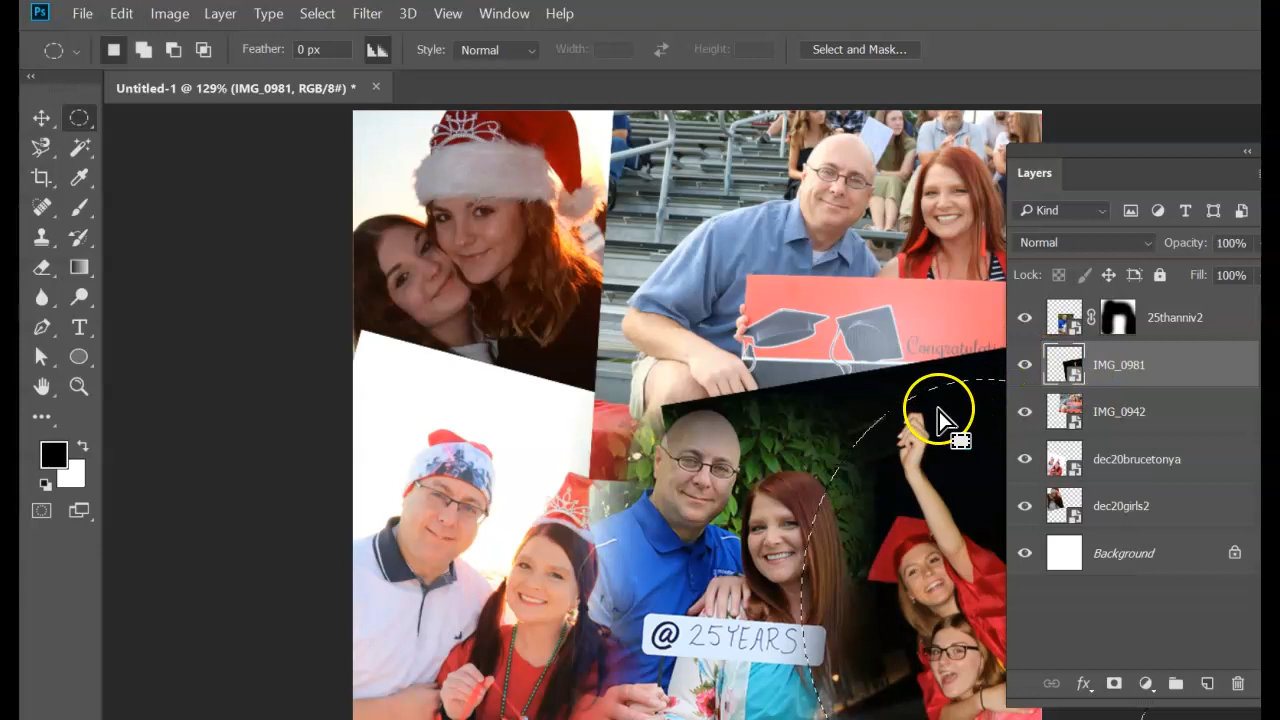 Ps File Edit Image Layer Type Select Filter 3D View Window Help
Feather: 0 px Style: Normal Width: Height: Select and Mask...
Untitled-1 @ 129% (IMG_0981, RGB/8#) * ×
Layers
Kind
Normal Opacity: 100%
Lock: Fill: 100%
25thanniv2
IMG_0981
IMG_0942
dec20brucetonya
dec20girls2
Background
Congratulatio
@ 25 YEARS
fx